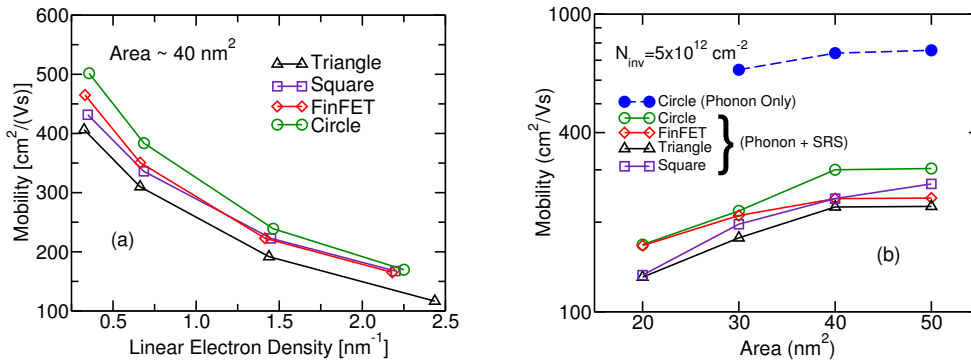 600
500
400
300
200
100
Mobility [cm²/(Vs)]
Area ~ 40 nm²
Triangle
Square
FinFET
Circle
(a)
0.5 1.0 1.5 2.0 2.5
Linear Electron Density [nm⁻¹]
1000
400
100
Mobility (cm²/Vs)
N_inv=5x10¹² cm⁻²
Circle (Phonon Only)
Circle
FinFET
Triangle
Square
(Phonon + SRS)
(b)
20 30 40 50
Area (nm²)